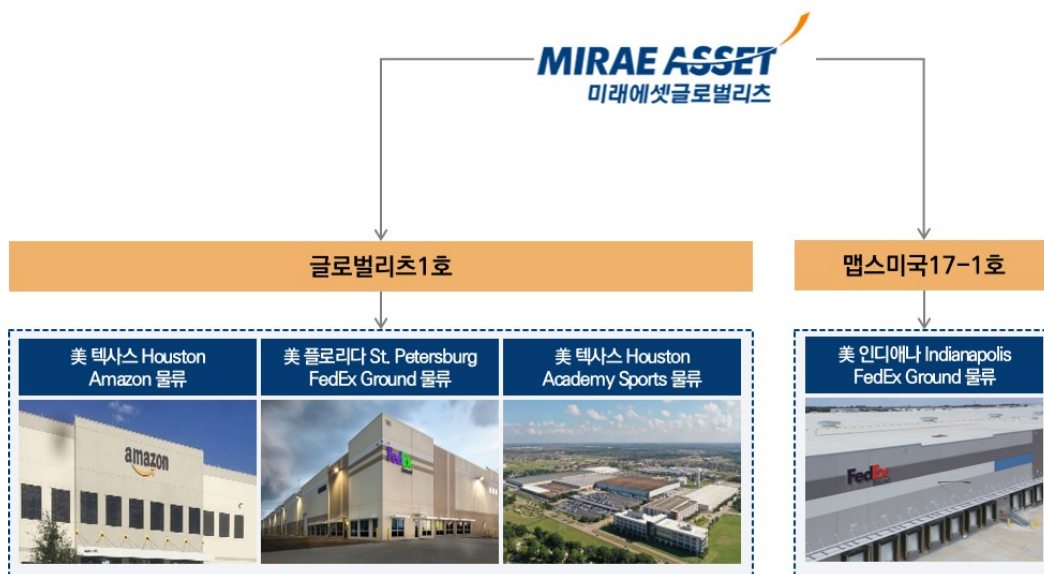 MIRAE ASSET
미래에셋글로벌리츠
글로벌리츠1호
맵스미국17-1호
美 텍사스 Houston
Amazon 물류
美 플로리다 St. Petersburg
FedEx Ground 물류
美 텍사스 Houston
Academy Sports 물류
美 인디애나 Indianapolis
FedEx Ground 물류
amazon
FedEx
FedEx